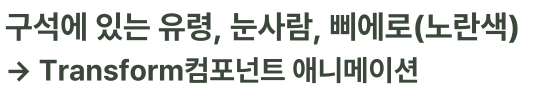 구석에 있는 유령, 눈사람, 삐에로(노란색)
→ Transform컴포넌트 애니메이션